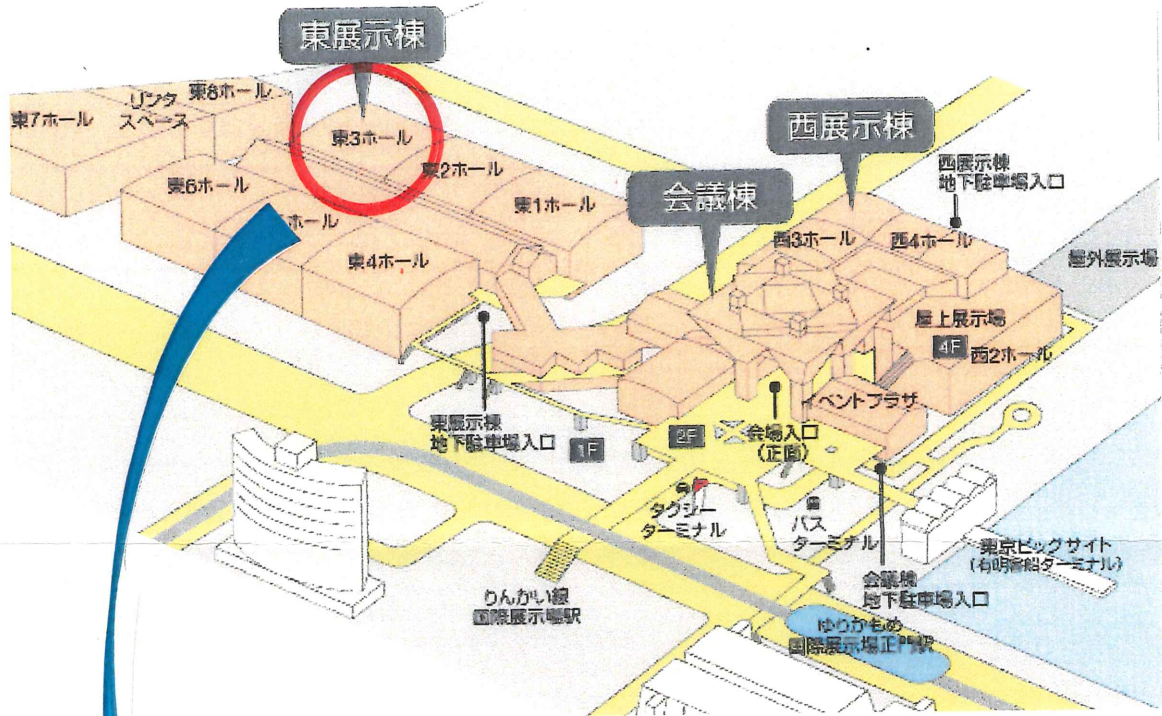 東展示棟
東8ホール
リンク
スペース
東7ホール
東3ホール
東2ホール
東6ホール
東1ホール
ホール
東4ホール
西展示棟
会議棟
西展示棟
地下駐車場入口
西3ホール
西4ホール
屋外展示場
屋上展示場
4F
西2ホール
イベントプラザ
東展示棟
地下駐車場入口
1F
2F
会場入口
(正面)
タクシー
ターミナル
バス
ターミナル
東京ビッグサイト
(有明客船ターミナル)
会議棟
地下駐車場入口
りんかい線
国際展示場駅
ゆりかもめ
国際展示場正門駅